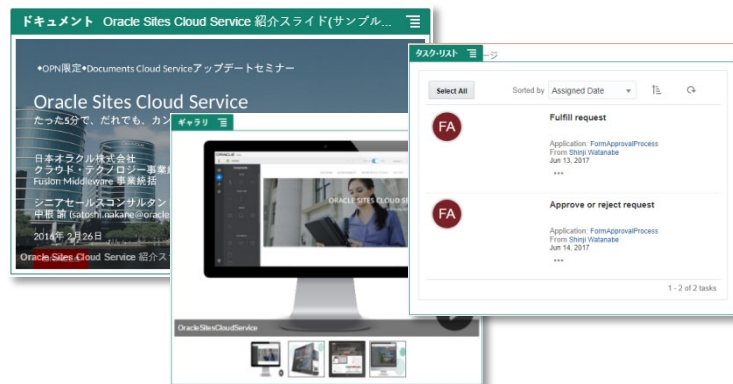 ドキュメント Oracle Sites Cloud Service 紹介スライド(サンプル...
◆OPN限定◆Documents Cloud Serviceアップデートセミナー
Oracle Sites Cloud Service
たった5分で、だれでも、カン
日本オラクル株式会社
クラウド・テクノロジー事業統
Fusion Middleware 事業統括
シニアセールスコンサルタント
中根 諭 (satoshi.nakane@oracle
2016年 2月26日
Oracle Sites Cloud Service 紹介ス
ギャラリ
ORACLE SITES CLOUD SE
OracleSitesCloudService
タスク・リスト
ージ
Select All
Sorted by Assigned Date
FA
Fulfill request
Application: FormApprovalProcess
From Shinji Watanabe
Jun 13, 2017
•••
FA
Approve or reject request
Application: FormApprovalProcess
From Shinji Watanabe
Jun 14, 2017
•••
1 - 2 of 2 tasks